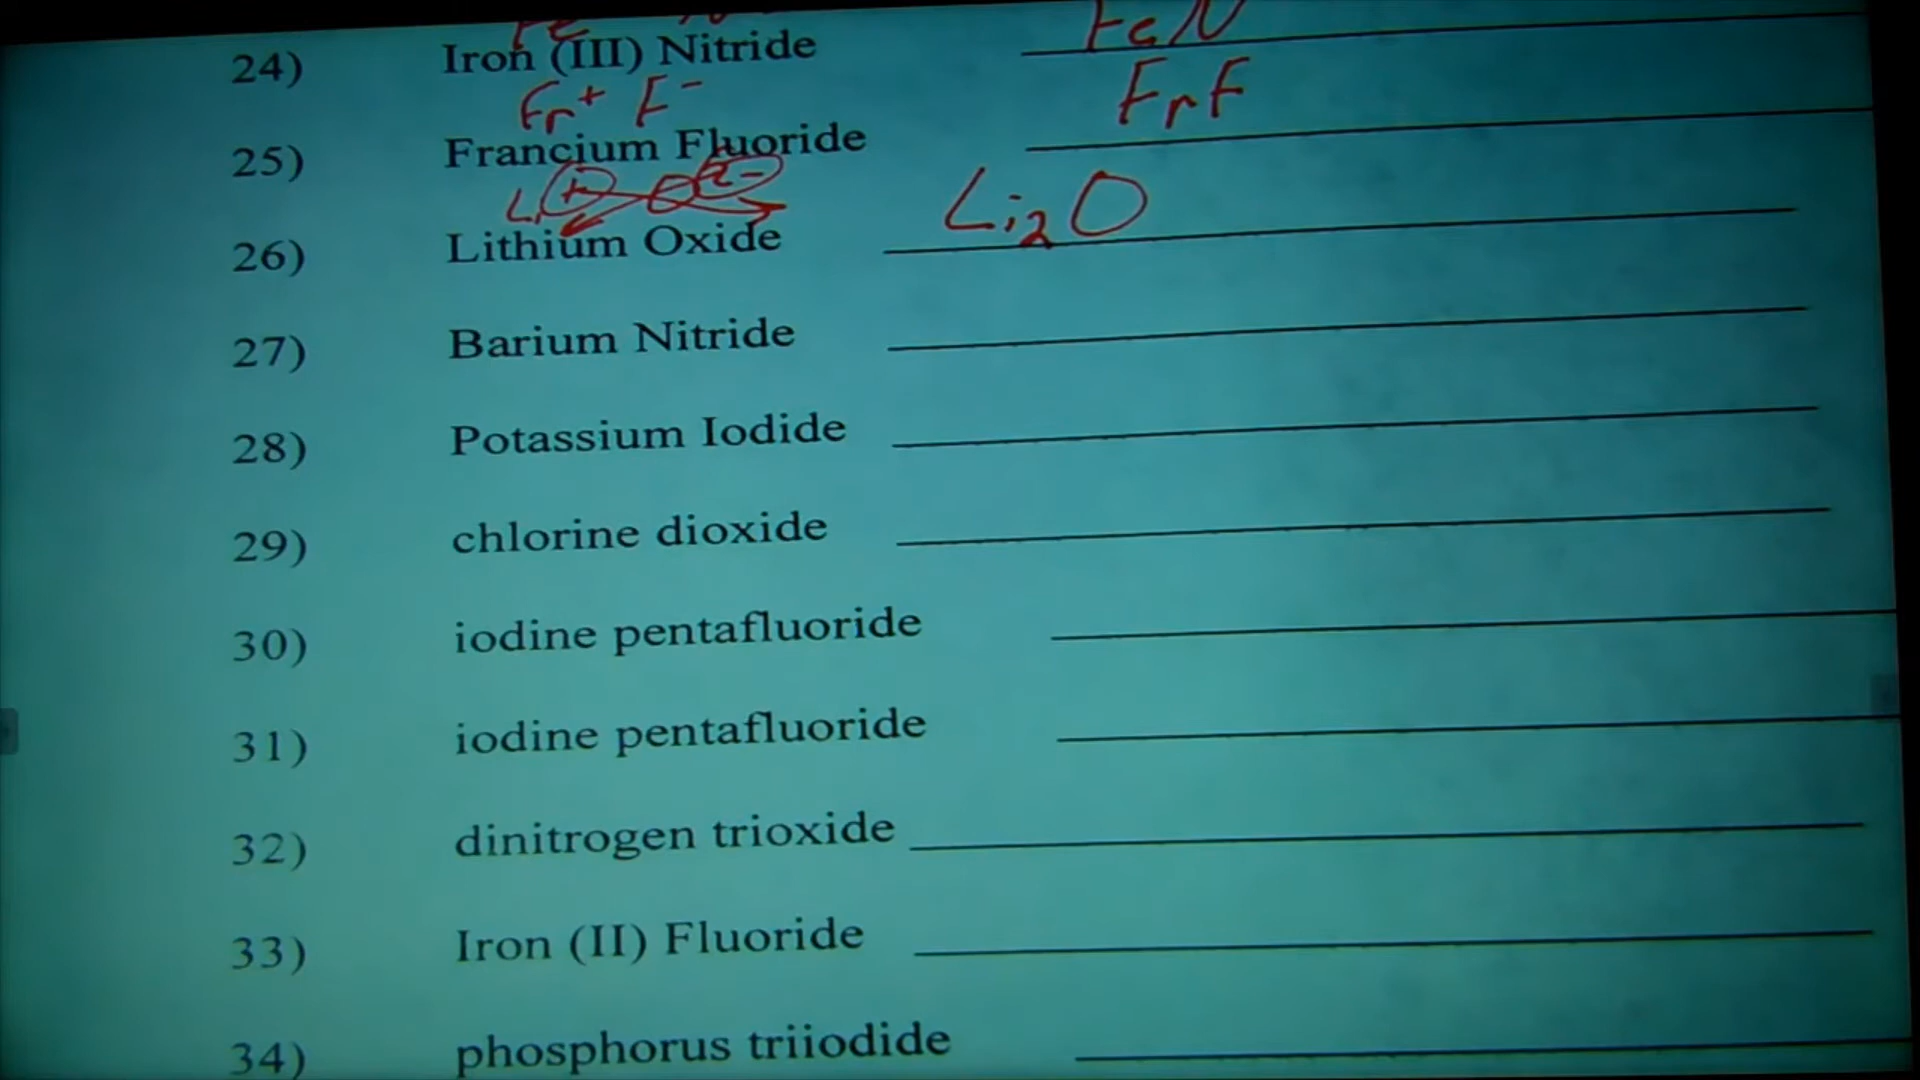 24) Iron (III) Nitride FeN
Fr+ F- FrF
25) Francium Fluoride
Li+ O2- Li2O
26) Lithium Oxide
27) Barium Nitride
28) Potassium Iodide
29) chlorine dioxide
30) iodine pentafluoride
31) iodine pentafluoride
32) dinitrogen trioxide
33) Iron (II) Fluoride
34) phosphorus triiodide